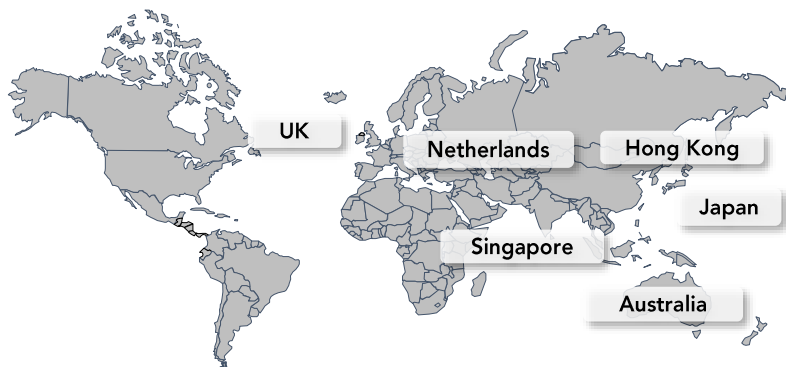 UK
Netherlands
Hong Kong
Japan
Singapore
Australia